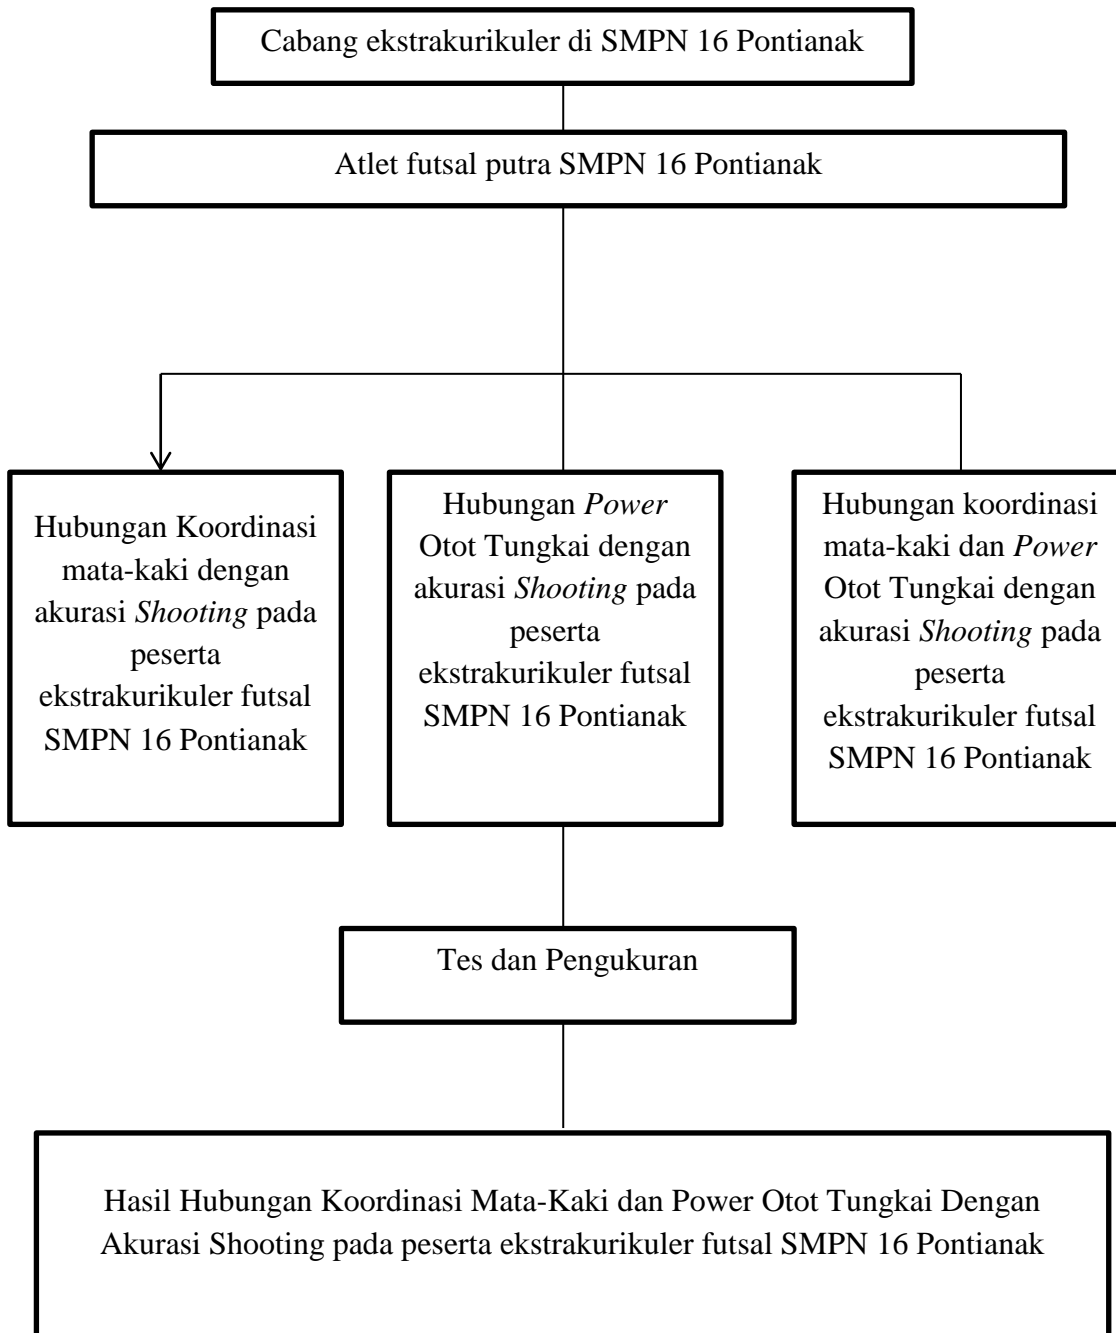 Cabang ekstrakurikuler di SMPN 16 Pontianak
Atlet futsal putra SMPN 16 Pontianak
Hubungan Koordinasi
mata-kaki dengan
akurasi Shooting pada
peserta
ekstrakurikuler futsal
SMPN 16 Pontianak
Hubungan Power
Otot Tungkai dengan
akurasi Shooting pada
peserta
ekstrakurikuler futsal
SMPN 16 Pontianak
Hubungan koordinasi
mata-kaki dan Power
Otot Tungkai dengan
akurasi Shooting pada
peserta
ekstrakurikuler futsal
SMPN 16 Pontianak
Tes dan Pengukuran
Hasil Hubungan Koordinasi Mata-Kaki dan Power Otot Tungkai Dengan
Akurasi Shooting pada peserta ekstrakurikuler futsal SMPN 16 Pontianak